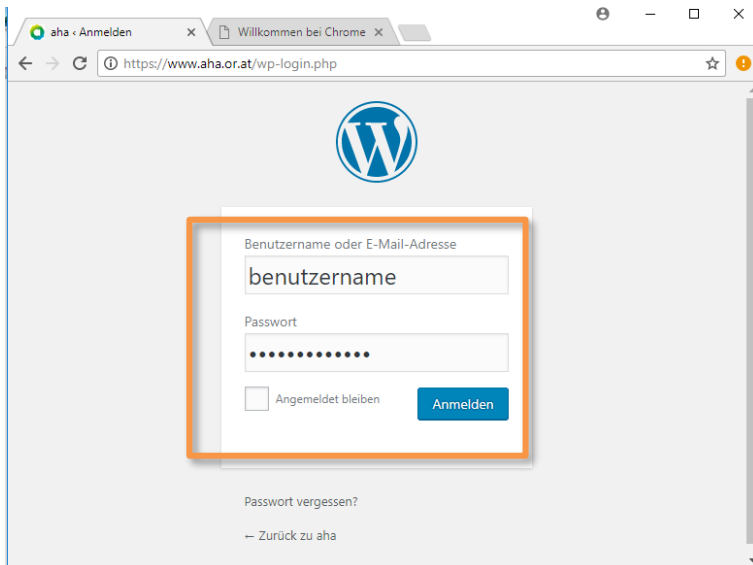 aha ‹ Anmelden
Willkommen bei Chrome
https://www.aha.or.at/wp-login.php
Benutzername oder E-Mail-Adresse
benutzername
Passwort
•••••••••••••
Angemeldet bleiben
Anmelden
Passwort vergessen?
← Zurück zu aha